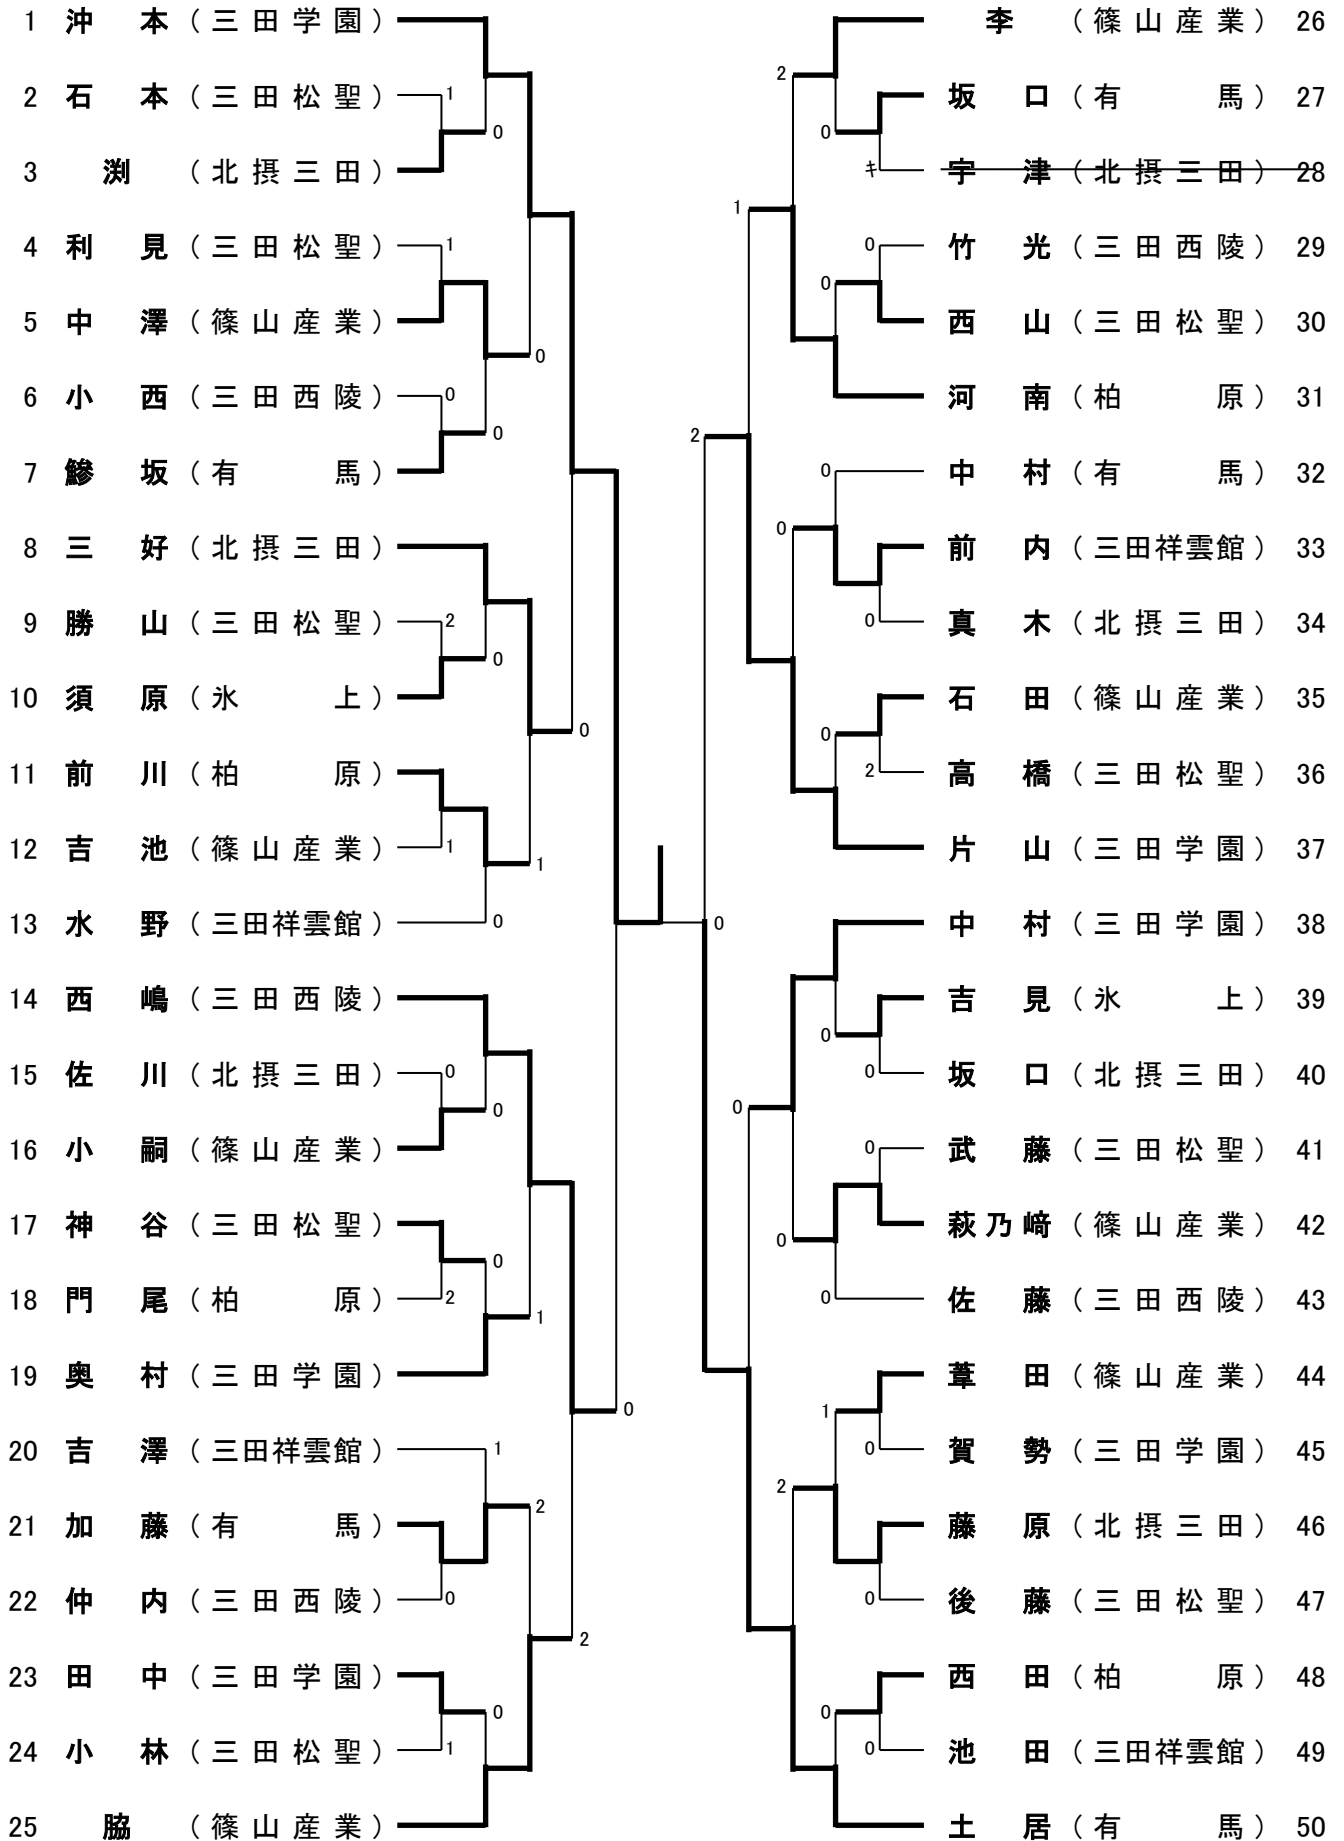 1 沖 本 （ 三 田 学 園 ）
2 石 本 （ 三 田 松 聖 ） 1
0
3 渕 （ 北 摂 三 田 ）
4 利 見 （ 三 田 松 聖 ） 1
5 中 澤 （ 篠 山 産 業 ）
0
6 小 西 （ 三 田 西 陵 ） 0
0
7 鰺 坂 （ 有 馬 ）
8 三 好 （ 北 摂 三 田 ）
9 勝 山 （ 三 田 松 聖 ） 2
0
10 須 原 （ 氷 上 ）
0
11 前 川 （ 柏 原 ）
12 吉 池 （ 篠 山 産 業 ） 1
1
13 水 野 （ 三田祥雲館 ） 0
14 西 嶋 （ 三 田 西 陵 ）
15 佐 川 （ 北 摂 三 田 ） 0
0
16 小 嗣 （ 篠 山 産 業 ）
17 神 谷 （ 三 田 松 聖 ）
0
18 門 尾 （ 柏 原 ） 2
1
19 奥 村 （ 三 田 学 園 ）
0
20 吉 澤 （ 三田祥雲館 ） 1
2
21 加 藤 （ 有 馬 ）
22 仲 内 （ 三 田 西 陵 ） 0
2
23 田 中 （ 三 田 学 園 ）
0
24 小 林 （ 三 田 松 聖 ） 1
25 脇 （ 篠 山 産 業 ）
李 （ 篠 山 産 業 ） 26
2
坂 口 （ 有 馬 ） 27
0
ｷ 宇 津 （ 北 摂 三 田 ） 28
1
0 竹 光 （ 三 田 西 陵 ） 29
0
西 山 （ 三 田 松 聖 ） 30
河 南 （ 柏 原 ） 31
2
0 中 村 （ 有 馬 ） 32
0
前 内 （ 三田祥雲館 ） 33
0 真 木 （ 北 摂 三 田 ） 34
石 田 （ 篠 山 産 業 ） 35
0
2 高 橋 （ 三 田 松 聖 ） 36
片 山 （ 三 田 学 園 ） 37
0
中 村 （ 三 田 学 園 ） 38
吉 見 （ 氷 上 ） 39
0
0 坂 口 （ 北 摂 三 田 ） 40
0
0 武 藤 （ 三 田 松 聖 ） 41
萩 乃 﨑 （ 篠 山 産 業 ） 42
0
0 佐 藤 （ 三 田 西 陵 ） 43
葦 田 （ 篠 山 産 業 ） 44
1
0 賀 勢 （ 三 田 学 園 ） 45
2
藤 原 （ 北 摂 三 田 ） 46
0 後 藤 （ 三 田 松 聖 ） 47
西 田 （ 柏 原 ） 48
0
0 池 田 （ 三田祥雲館 ） 49
土 居 （ 有 馬 ） 50